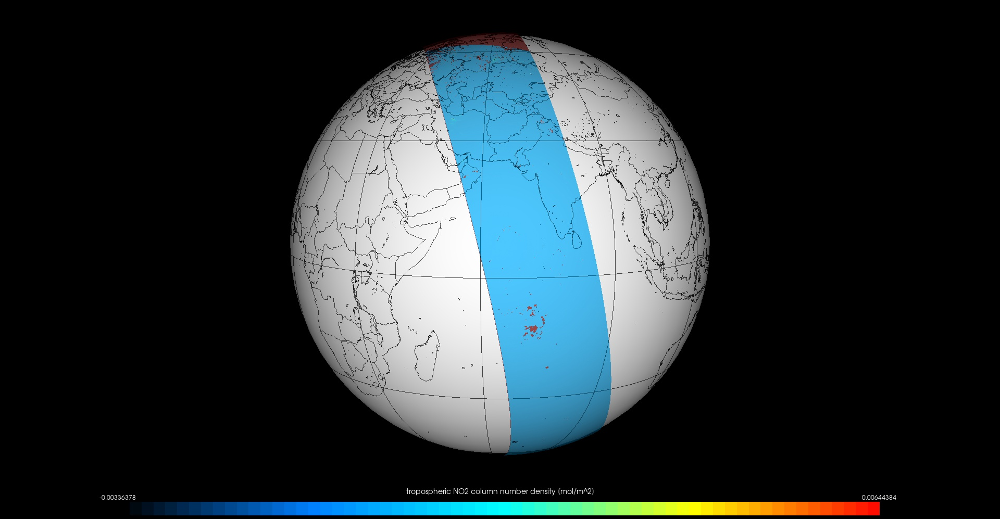 tropospheric NO2 column number density [mol/m^2]
-0.00336378
0.00644384